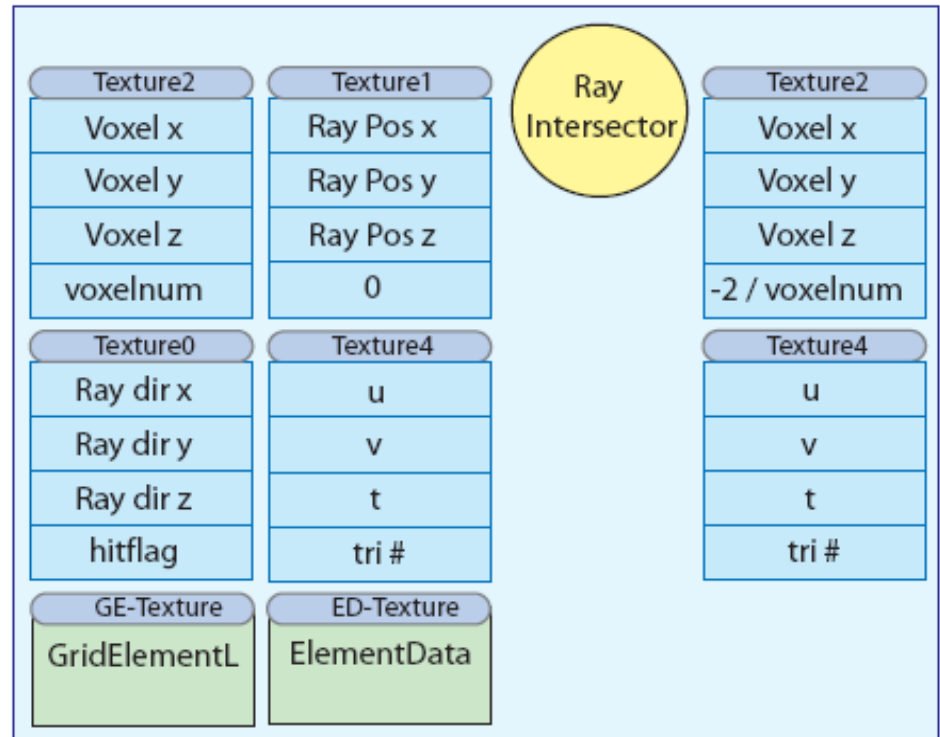 Texture2
Voxel x
Voxel y
Voxel z
voxelnum
Texture1
Ray Pos x
Ray Pos y
Ray Pos z
0
Ray
Intersector
Texture2
Voxel x
Voxel y
Voxel z
-2 / voxelnum
Texture0
Ray dir x
Ray dir y
Ray dir z
hitflag
Texture4
u
v
t
tri #
Texture4
u
v
t
tri #
GE-Texture
GridElementL
ED-Texture
ElementData